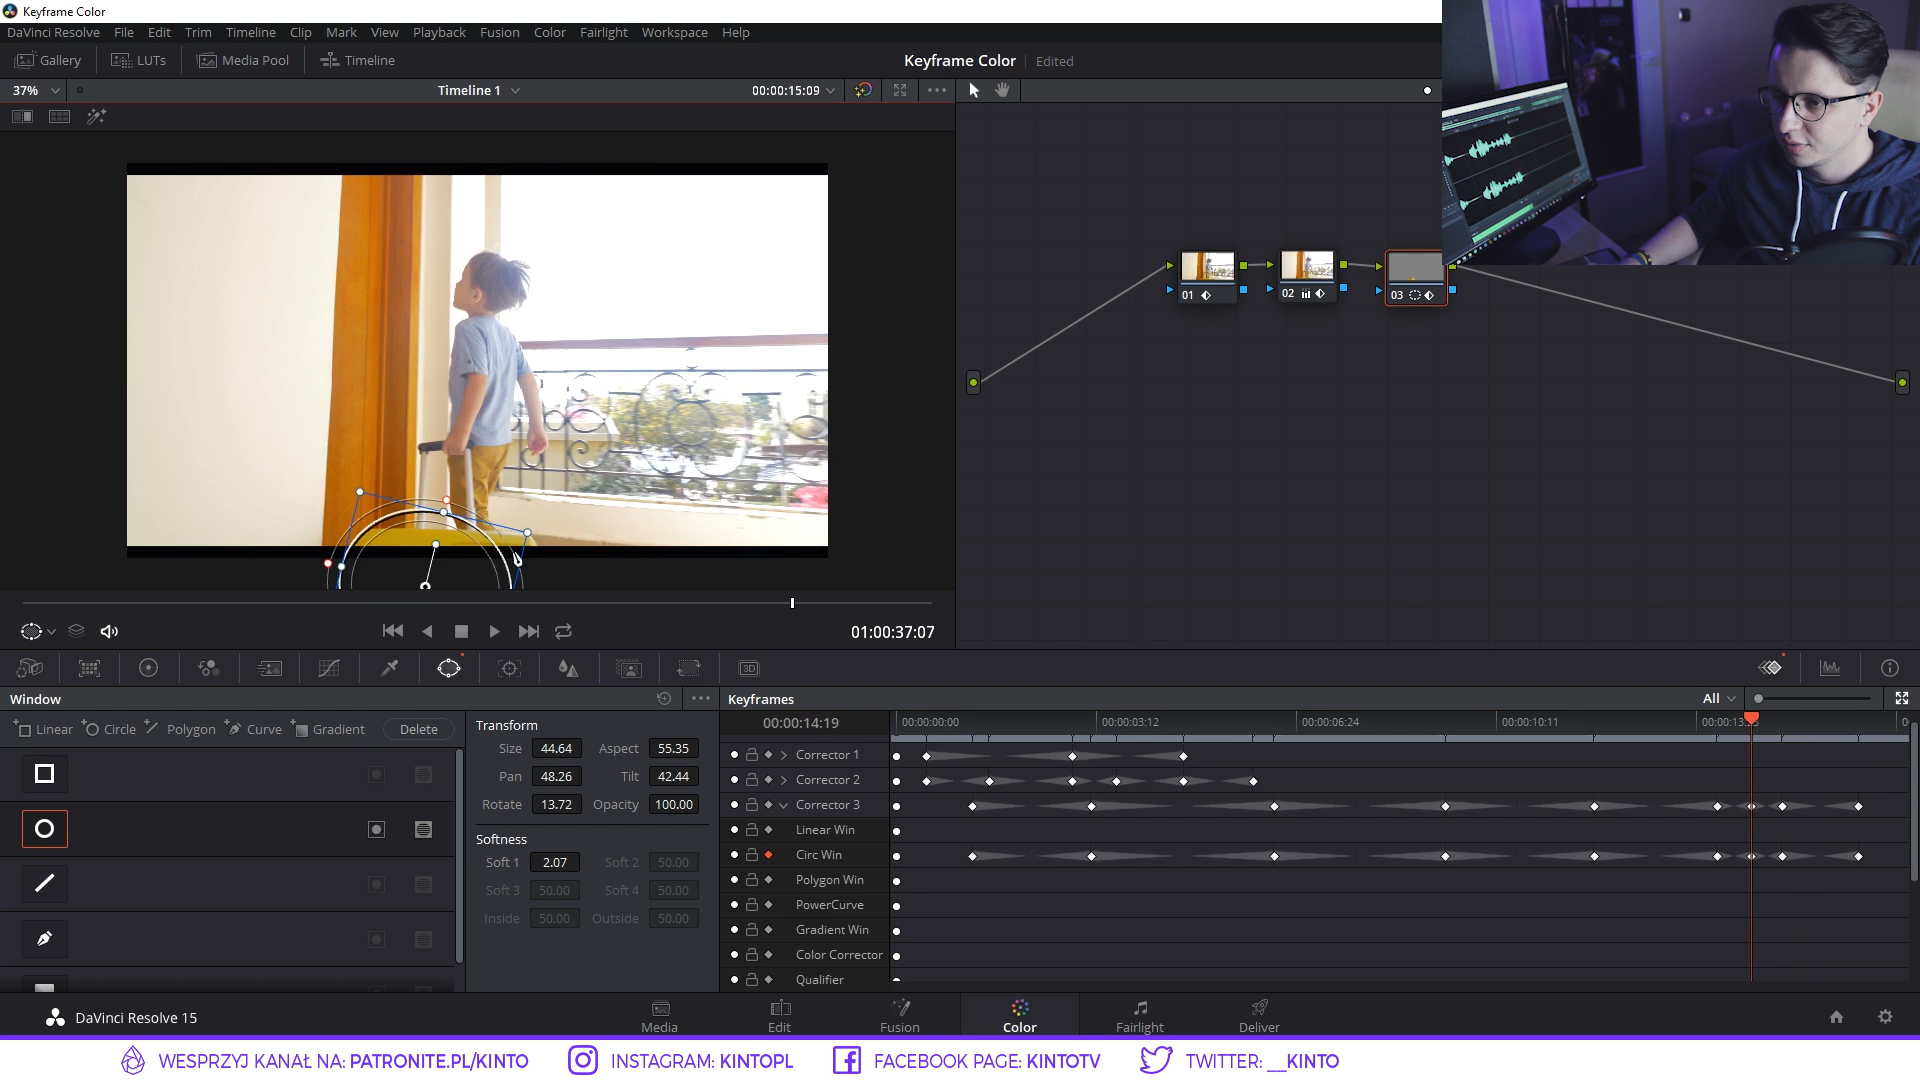 Keyframe Color
DaVinci Resolve File Edit Trim Timeline Clip Mark View Playback Fusion Color Fairlight Workspace Help
Gallery LUTs Media Pool Timeline
Keyframe Color Edited
37% Timeline 1 00:00:15:09
01 02 03
01:00:37:07
3D
Window
Keyframes All
Linear Circle Polygon Curve Gradient Delete
Transform
Size 44.64 Aspect 55.35
Pan 48.26 Tilt 42.44
Rotate 13.72 Opacity 100.00
Softness
Soft 1 2.07 Soft 2 50.00
Soft 3 50.00 Soft 4 50.00
Inside 50.00 Outside 50.00
00:00:14:19 00:00:00:00 00:00:03:12 00:00:06:24 00:00:10:11
Corrector 1
Corrector 2
Corrector 3
Linear Win
Circ Win
Polygon Win
PowerCurve
Gradient Win
Color Corrector
Qualifier
DaVinci Resolve 15
Media Edit Fusion Color Fairlight Deliver
WESPRZYJ KANAŁ NA: PATRONITE.PL/KINTO INSTAGRAM: KINTOPL FACEBOOK PAGE: KINTOTV TWITTER: __KINTO